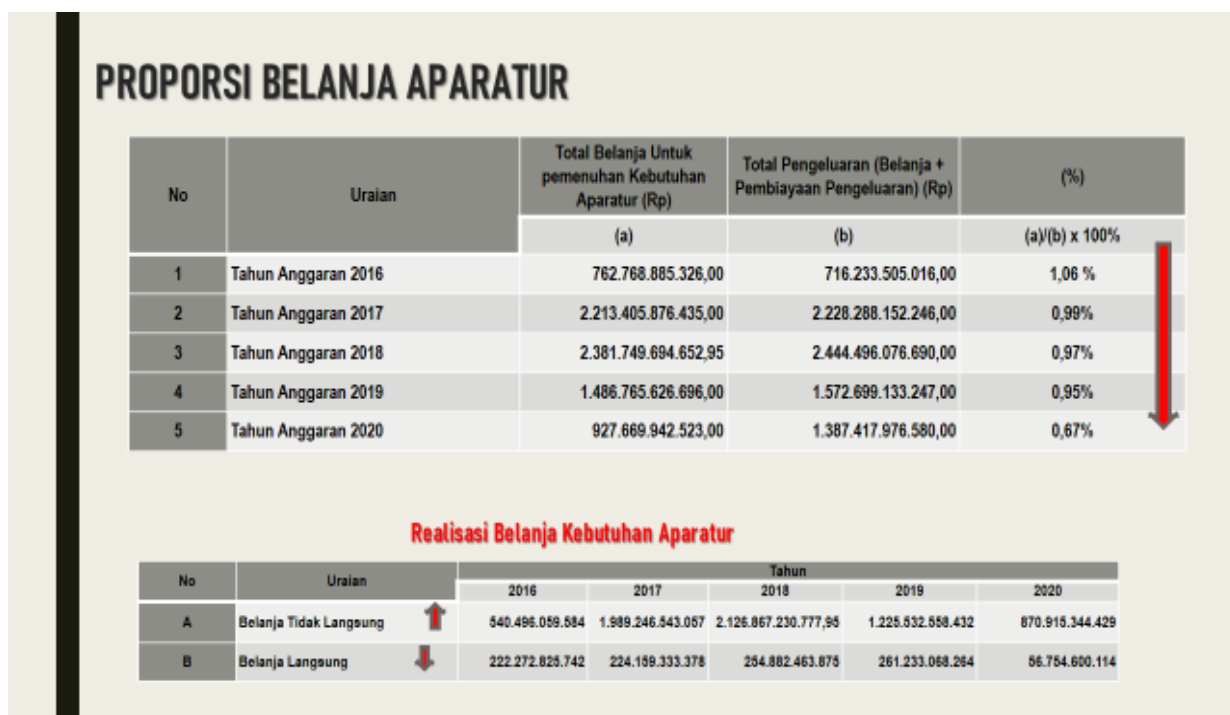 PROPORSI BELANJA APARATUR
No Uraian Total Belanja Untuk pemenuhan Kebutuhan Aparatur (Rp) Total Pengeluaran (Belanja + Pembiayaan Pengeluaran) (Rp) (%)
(a) (b) (a)/(b) x 100%
1 Tahun Anggaran 2016 762.768.885.326,00 716.233.505.016,00 1,06 %
2 Tahun Anggaran 2017 2.213.405.876.435,00 2.228.288.152.246,00 0,99%
3 Tahun Anggaran 2018 2.381.749.694.652,95 2.444.496.076.690,00 0,97%
4 Tahun Anggaran 2019 1.486.765.626.696,00 1.572.699.133.247,00 0,95%
5 Tahun Anggaran 2020 927.669.942.523,00 1.387.417.976.580,00 0,67%
Realisasi Belanja Kebutuhan Aparatur
No Uraian Tahun
2016 2017 2018 2019 2020
A Belanja Tidak Langsung 540.496.059.584 1.989.246.543.057 2.126.867.230.777,95 1.225.532.558.432 870.915.344.429
B Belanja Langsung 222.272.825.742 224.159.333.378 254.882.463.875 261.233.068.264 56.754.600.114